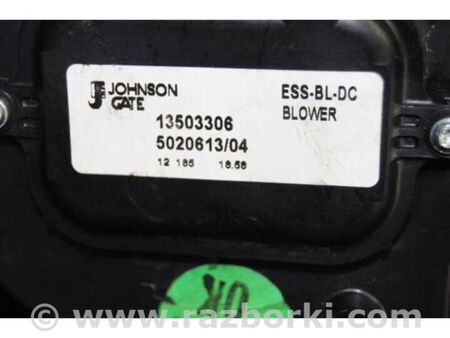 JOHNSON
GATE
ESS-BL-DC
BLOWER
13503306
5020613/04
12 185 18.58
OK
www.razborki.com